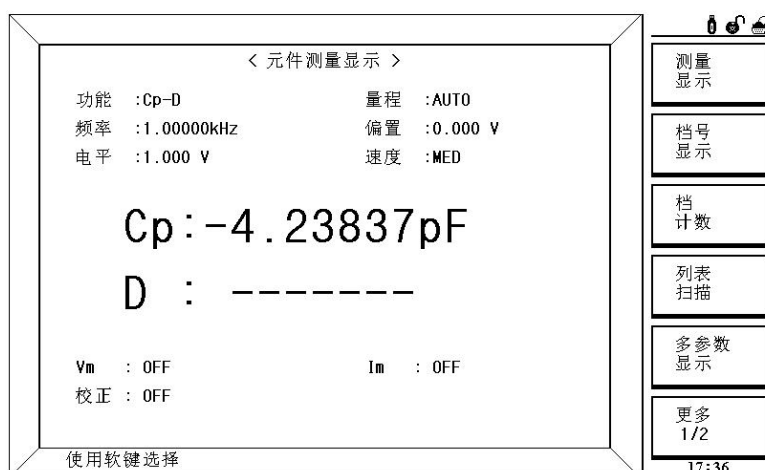 < 元件测量显示 >
功能 :Cp-D 量程 :AUTO
频率 :1.00000kHz 偏置 :0.000 V
电平 :1.000 V 速度 :MED
Cp:-4.23837pF
D : -------
Vm : OFF Im : OFF
校正 : OFF
使用软键选择
测量
显示
档号
显示
档
计数
列表
扫描
多参数
显示
更多
1/2
17:36